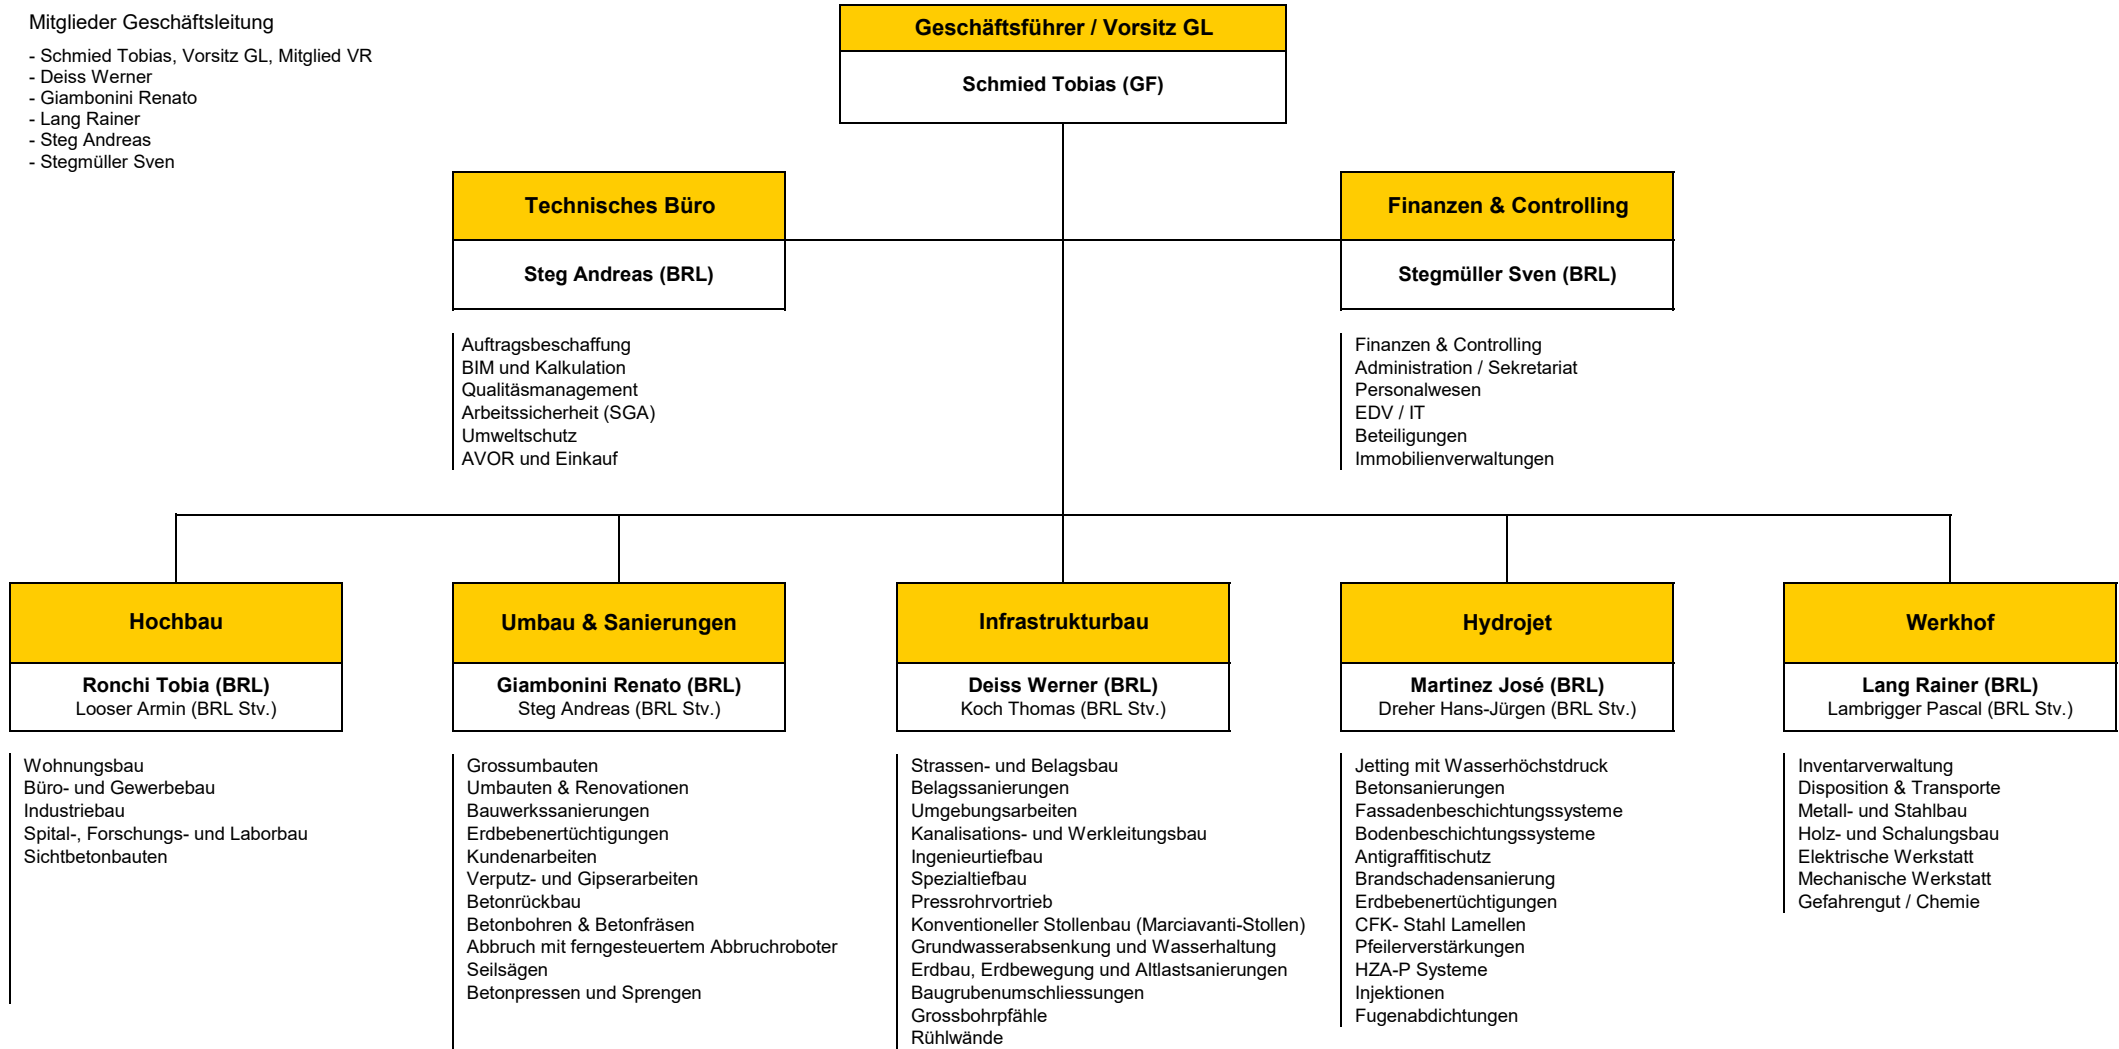 Mitglieder Geschäftsleitung
- Schmied Tobias, Vorsitz GL, Mitglied VR
- Deiss Werner
- Giambonini Renato
- Lang Rainer
- Steg Andreas
- Stegmüller Sven
Geschäftsführer / Vorsitz GL
Schmied Tobias (GF)
Technisches Büro
Steg Andreas (BRL)
Auftragsbeschaffung
BIM und Kalkulation
Qualitäsmanagement
Arbeitssicherheit (SGA)
Umweltschutz
AVOR und Einkauf
Finanzen & Controlling
Stegmüller Sven (BRL)
Finanzen & Controlling
Administration / Sekretariat
Personalwesen
EDV / IT
Beteiligungen
Immobilienverwaltungen
Hochbau
Ronchi Tobia (BRL)
Looser Armin (BRL Stv.)
Wohnungsbau
Büro- und Gewerbebau
Industriebau
Spital-, Forschungs- und Laborbau
Sichtbetonbauten
Umbau & Sanierungen
Giambonini Renato (BRL)
Steg Andreas (BRL Stv.)
Grossumbauten
Umbauten & Renovationen
Bauwerkssanierungen
Erdbebenertüchtigungen
Kundenarbeiten
Verputz- und Gipserarbeiten
Betonrückbau
Betonbohren & Betonfräsen
Abbruch mit ferngesteuertem Abbruchroboter
Seilsägen
Betonpressen und Sprengen
Infrastrukturbau
Deiss Werner (BRL)
Koch Thomas (BRL Stv.)
Strassen- und Belagsbau
Belagssanierungen
Umgebungsarbeiten
Kanalisations- und Werkleitungsbau
Ingenieurtiefbau
Spezialtiefbau
Pressrohrvortrieb
Konventioneller Stollenbau (Marciavanti-Stollen)
Grundwasserabsenkung und Wasserhaltung
Erdbau, Erdbewegung und Altlastsanierungen
Baugrubenumschliessungen
Grossbohrpfähle
Rühlwände
Hydrojet
Martinez José (BRL)
Dreher Hans-Jürgen (BRL Stv.)
Jetting mit Wasserhöchstdruck
Betonsanierungen
Fassadenbeschichtungssysteme
Bodenbeschichtungssysteme
Antigraffitischutz
Brandschadensanierung
Erdbebenertüchtigungen
CFK- Stahl Lamellen
Pfeilerverstärkungen
HZA-P Systeme
Injektionen
Fugenabdichtungen
Werkhof
Lang Rainer (BRL)
Lambrigger Pascal (BRL Stv.)
Inventarverwaltung
Disposition & Transporte
Metall- und Stahlbau
Holz- und Schalungsbau
Elektrische Werkstatt
Mechanische Werkstatt
Gefahrengut / Chemie